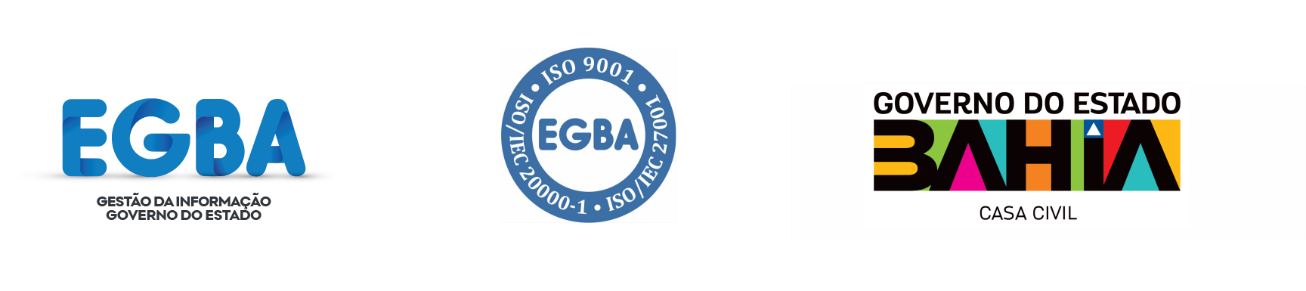 EGBA
GESTÃO DA INFORMAÇÃO
GOVERNO DO ESTADO
ISO 9001 • ISO/IEC 27001 • ISO/IEC 20000-1 •
EGBA
GOVERNO DO ESTADO
BAHIA
CASA CIVIL